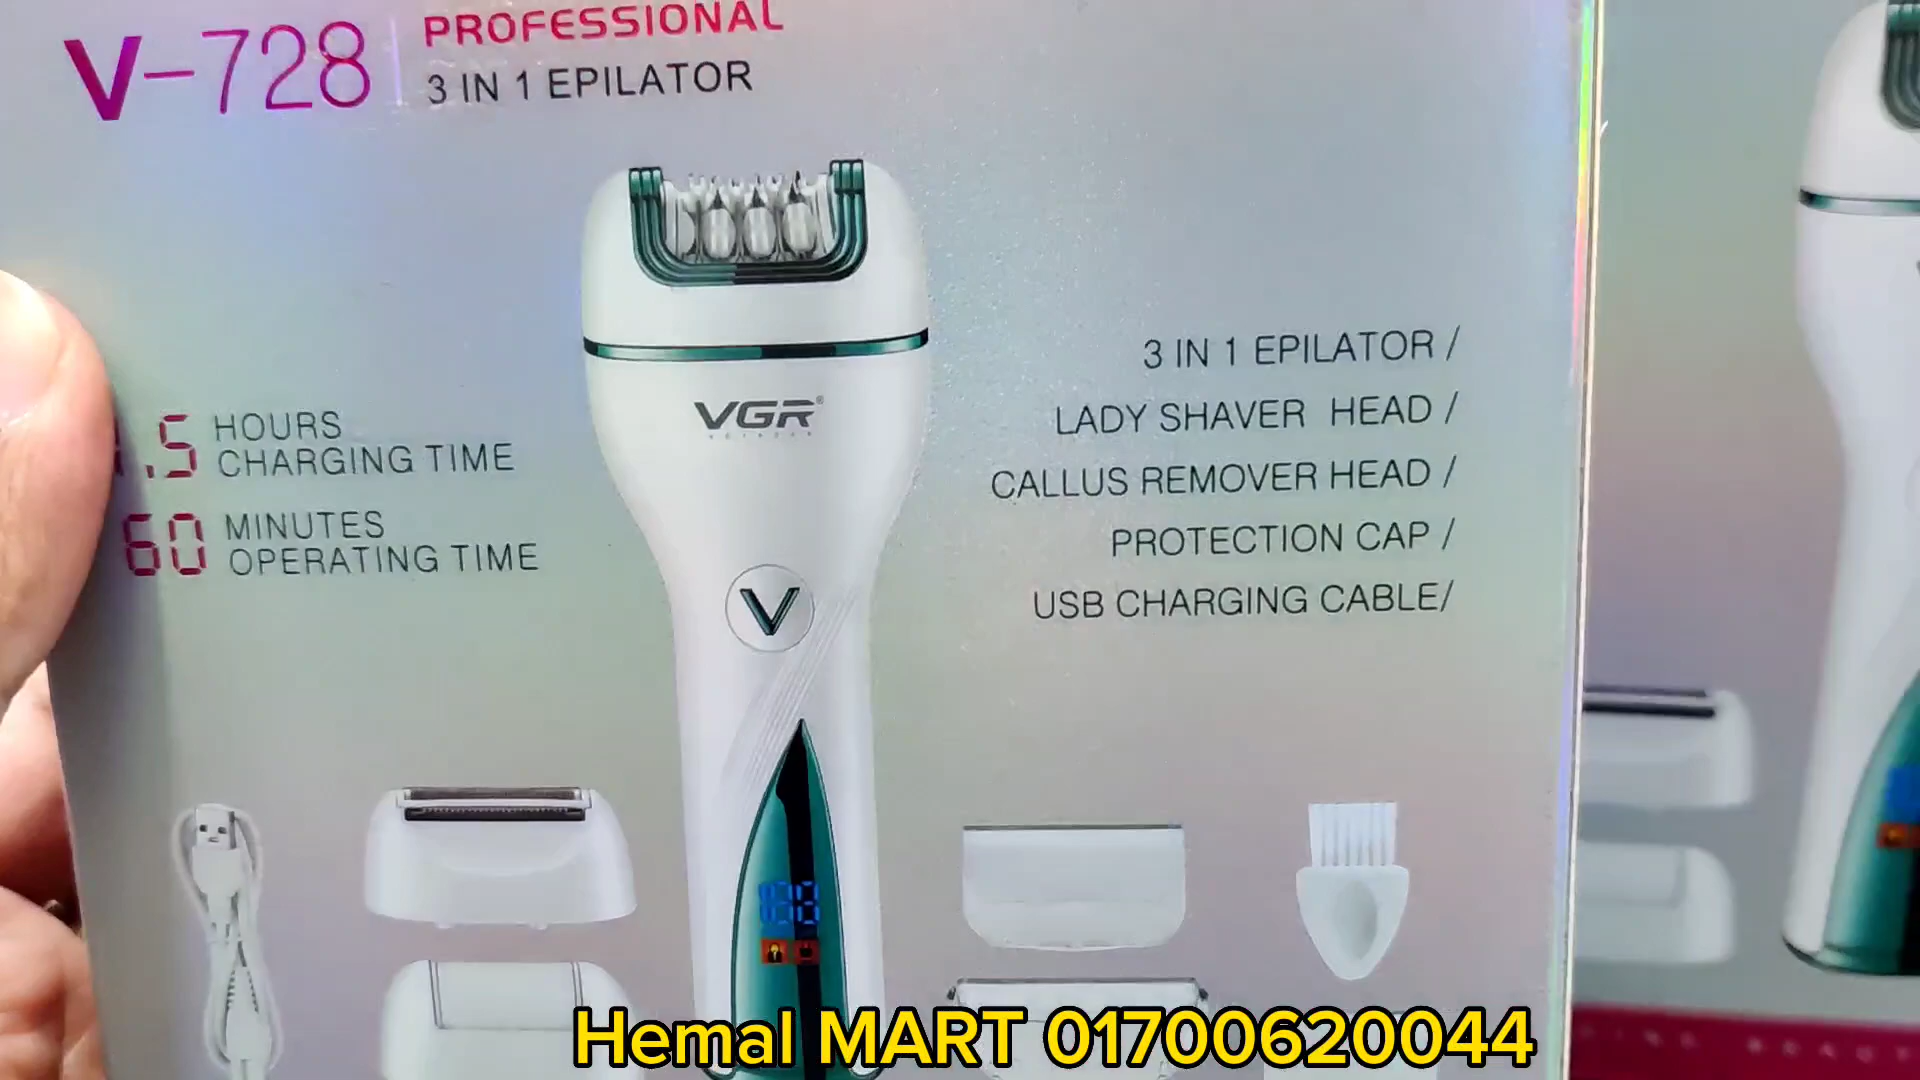 V-728
PROFESSIONAL
3 IN 1 EPILATOR
VGR®
.5 HOURS
CHARGING TIME
60 MINUTES
OPERATING TIME
3 IN 1 EPILATOR /
LADY SHAVER HEAD /
CALLUS REMOVER HEAD /
PROTECTION CAP /
USB CHARGING CABLE/
V
188
Hemal MART 01700620044